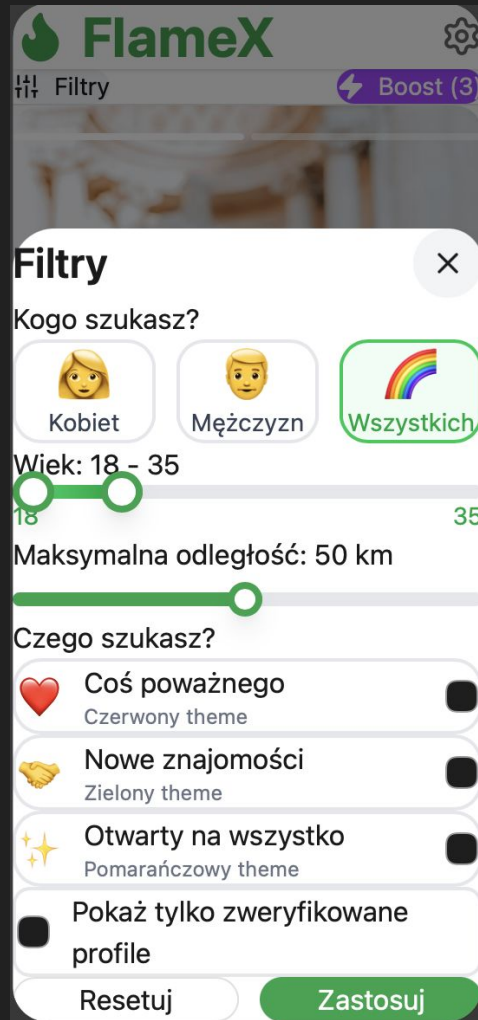 FlameX
Filtry
Boost (3)
Filtry
Kogo szukasz?
Kobiet
Mężczyzn
Wszystkich
Wiek: 18 - 35
18
35
Maksymalna odległość: 50 km
Czego szukasz?
Coś poważnego
Czerwony theme
Nowe znajomości
Zielony theme
Otwarty na wszystko
Pomarańczowy theme
Pokaż tylko zweryfikowane
profile
Resetuj
Zastosuj